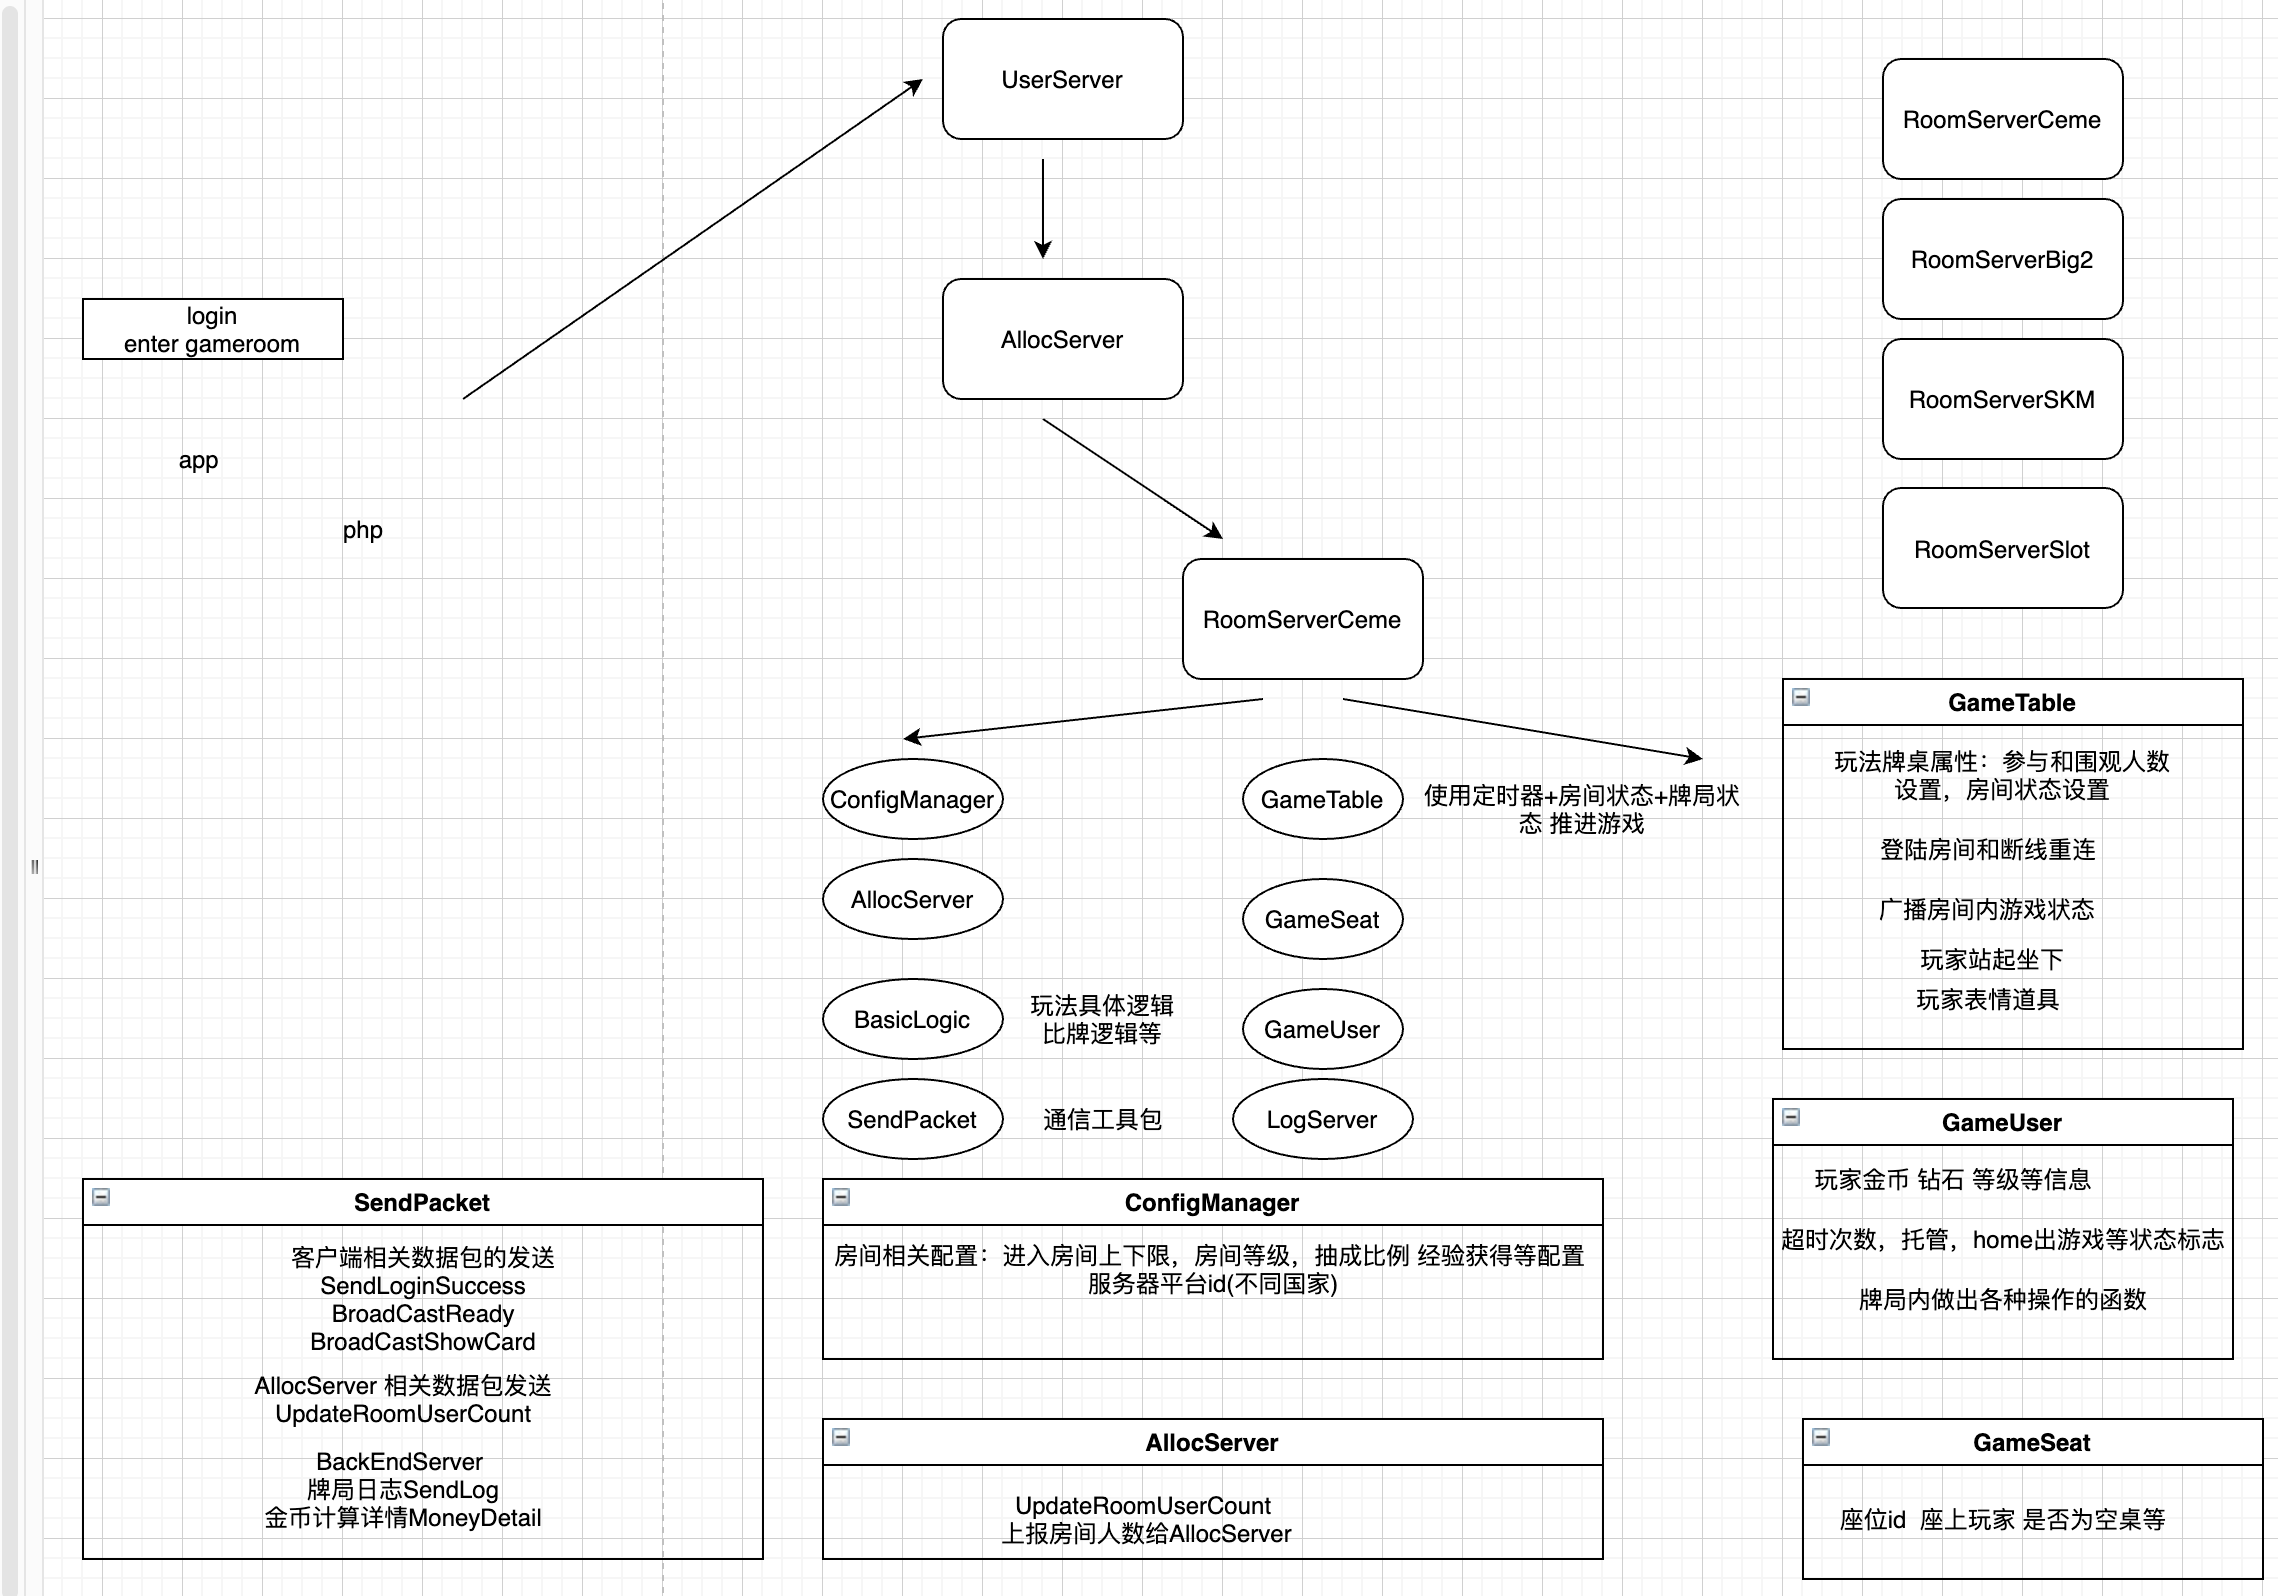 UserServer
RoomServerCeme
RoomServerBig2
login
enter gameroom
AllocServer
RoomServerSKM
app
php
RoomServerSlot
RoomServerCeme
ConfigManager
AllocServer
BasicLogic
玩法具体逻辑
比牌逻辑等
SendPacket
通信工具包
GameTable
使用定时器+房间状态+牌局状
态 推进游戏
GameSeat
GameUser
LogServer
GameTable
玩法牌桌属性：参与和围观人数
设置，房间状态设置
登陆房间和断线重连
广播房间内游戏状态
玩家站起坐下
玩家表情道具
GameUser
玩家金币 钻石 等级等信息
超时次数，托管，home出游戏等状态标志
牌局内做出各种操作的函数
SendPacket
客户端相关数据包的发送
SendLoginSuccess
BroadCastReady
BroadCastShowCard
AllocServer 相关数据包发送
UpdateRoomUserCount
BackEndServer
牌局日志SendLog
金币计算详情MoneyDetail
ConfigManager
房间相关配置：进入房间上下限，房间等级，抽成比例 经验获得等配置
服务器平台id(不同国家)
AllocServer
UpdateRoomUserCount
上报房间人数给AllocServer
GameSeat
座位id 座上玩家 是否为空桌等